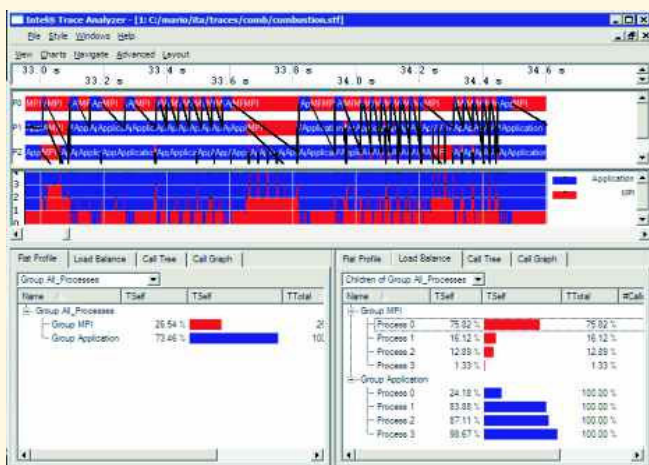 Intel® Trace Analyzer - [1: C:/mario/ita/traces/comb/combustion.stf]
File Style Windows Help
View Charts Navigate Advanced Layout
33.0 s 33.4 s 33.8 s 34.2 s 34.6 s
33.2 s 33.6 s 34.0 s 34.4 s
P0
P1
P2
Application
MPI
4
3
2
1
0
Flat Profile Load Balance Call Tree Call Graph
Group All_Processes
Name TSelf TSelf TTotal
Group All_Processes
Group MPI 26.54 %
Group Application 73.46 %
Flat Profile Load Balance Call Tree Call Graph
Children of Group All_Processes
Name TSelf TSelf TTotal #Calls
Group MPI
Process 0 75.82 % 75.82 %
Process 1 16.12 % 16.12 %
Process 2 12.89 % 12.89 %
Process 3 1.33 % 1.33 %
Group Application
Process 0 24.18 % 100.00 %
Process 1 83.88 % 100.00 %
Process 2 87.11 % 100.00 %
Process 3 98.67 % 100.00 %